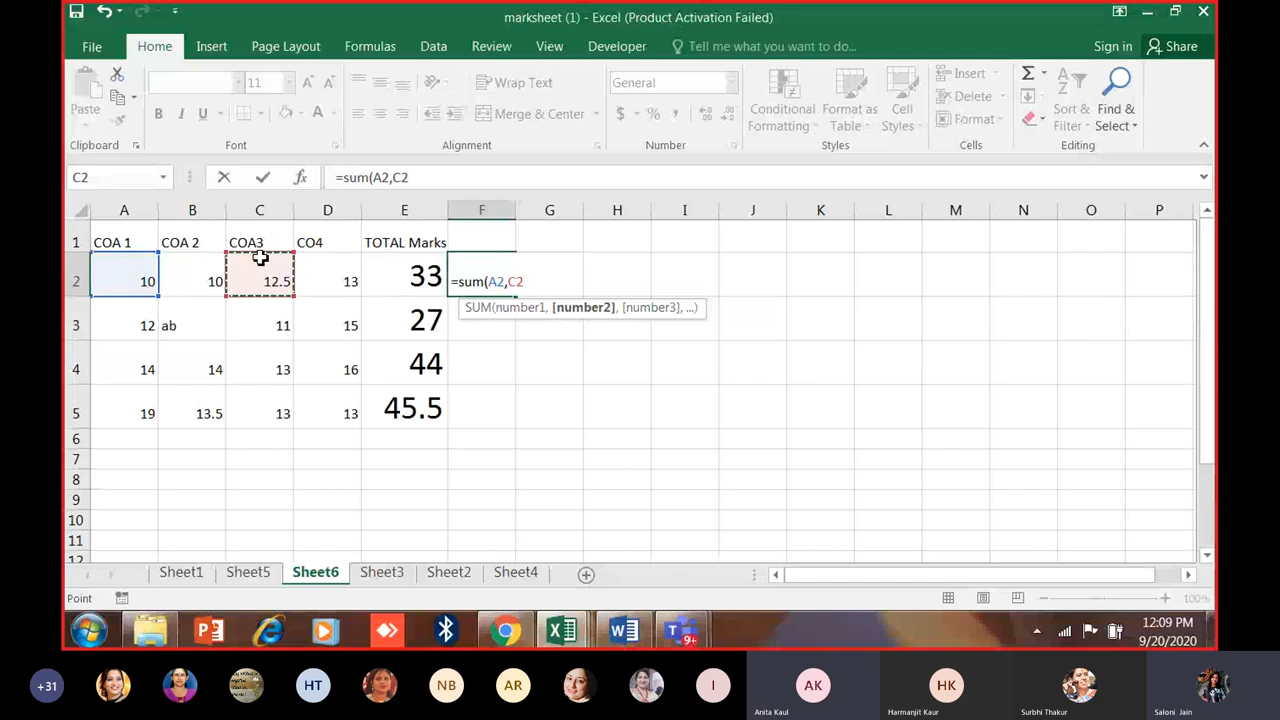 marksheet (1) - Excel (Product Activation Failed)
File Home Insert Page Layout Formulas Data Review View Developer Tell me what you want to do... Sign in Share
Paste 11 Wrap Text General Conditional Formatting Format as Table Cell Styles Insert Sort & Filter Find & Select
B I U Merge & Center $ % Delete
Format
Clipboard Font Alignment Number Styles Cells Editing
C2 fx =sum(A2,C2
A B C D E F G H I J K L M N O P
1 COA 1 COA 2 COA3 CO4 TOTAL Marks
2 10 10 12.5 13 33 =sum(A2,C2
SUM(number1, [number2], [number3], ...)
3 12 ab 11 15 27
4 14 14 13 16 44
5 19 13.5 13 13 45.5
6
7
8
9
10
11
12
Sheet1 Sheet5 Sheet6 Sheet3 Sheet2 Sheet4
Point 100%
9+ 12:09 PM
9/20/2020
+31 HT NB AR I AK HK
Anita Kaul Harmanjit Kaur Surbhi Thakur Saloni Jain